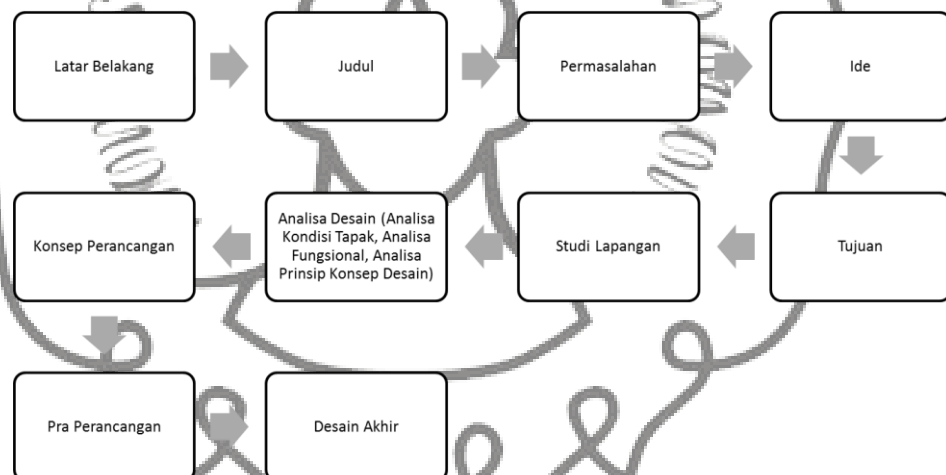 Latar Belakang
Judul
Permasalahan
Ide
Tujuan
Studi Lapangan
Analisa Desain (Analisa
Kondisi Tapak, Analisa
Fungsional, Analisa
Prinsip Konsep Desain)
Konsep Perancangan
Pra Perancangan
Desain Akhir